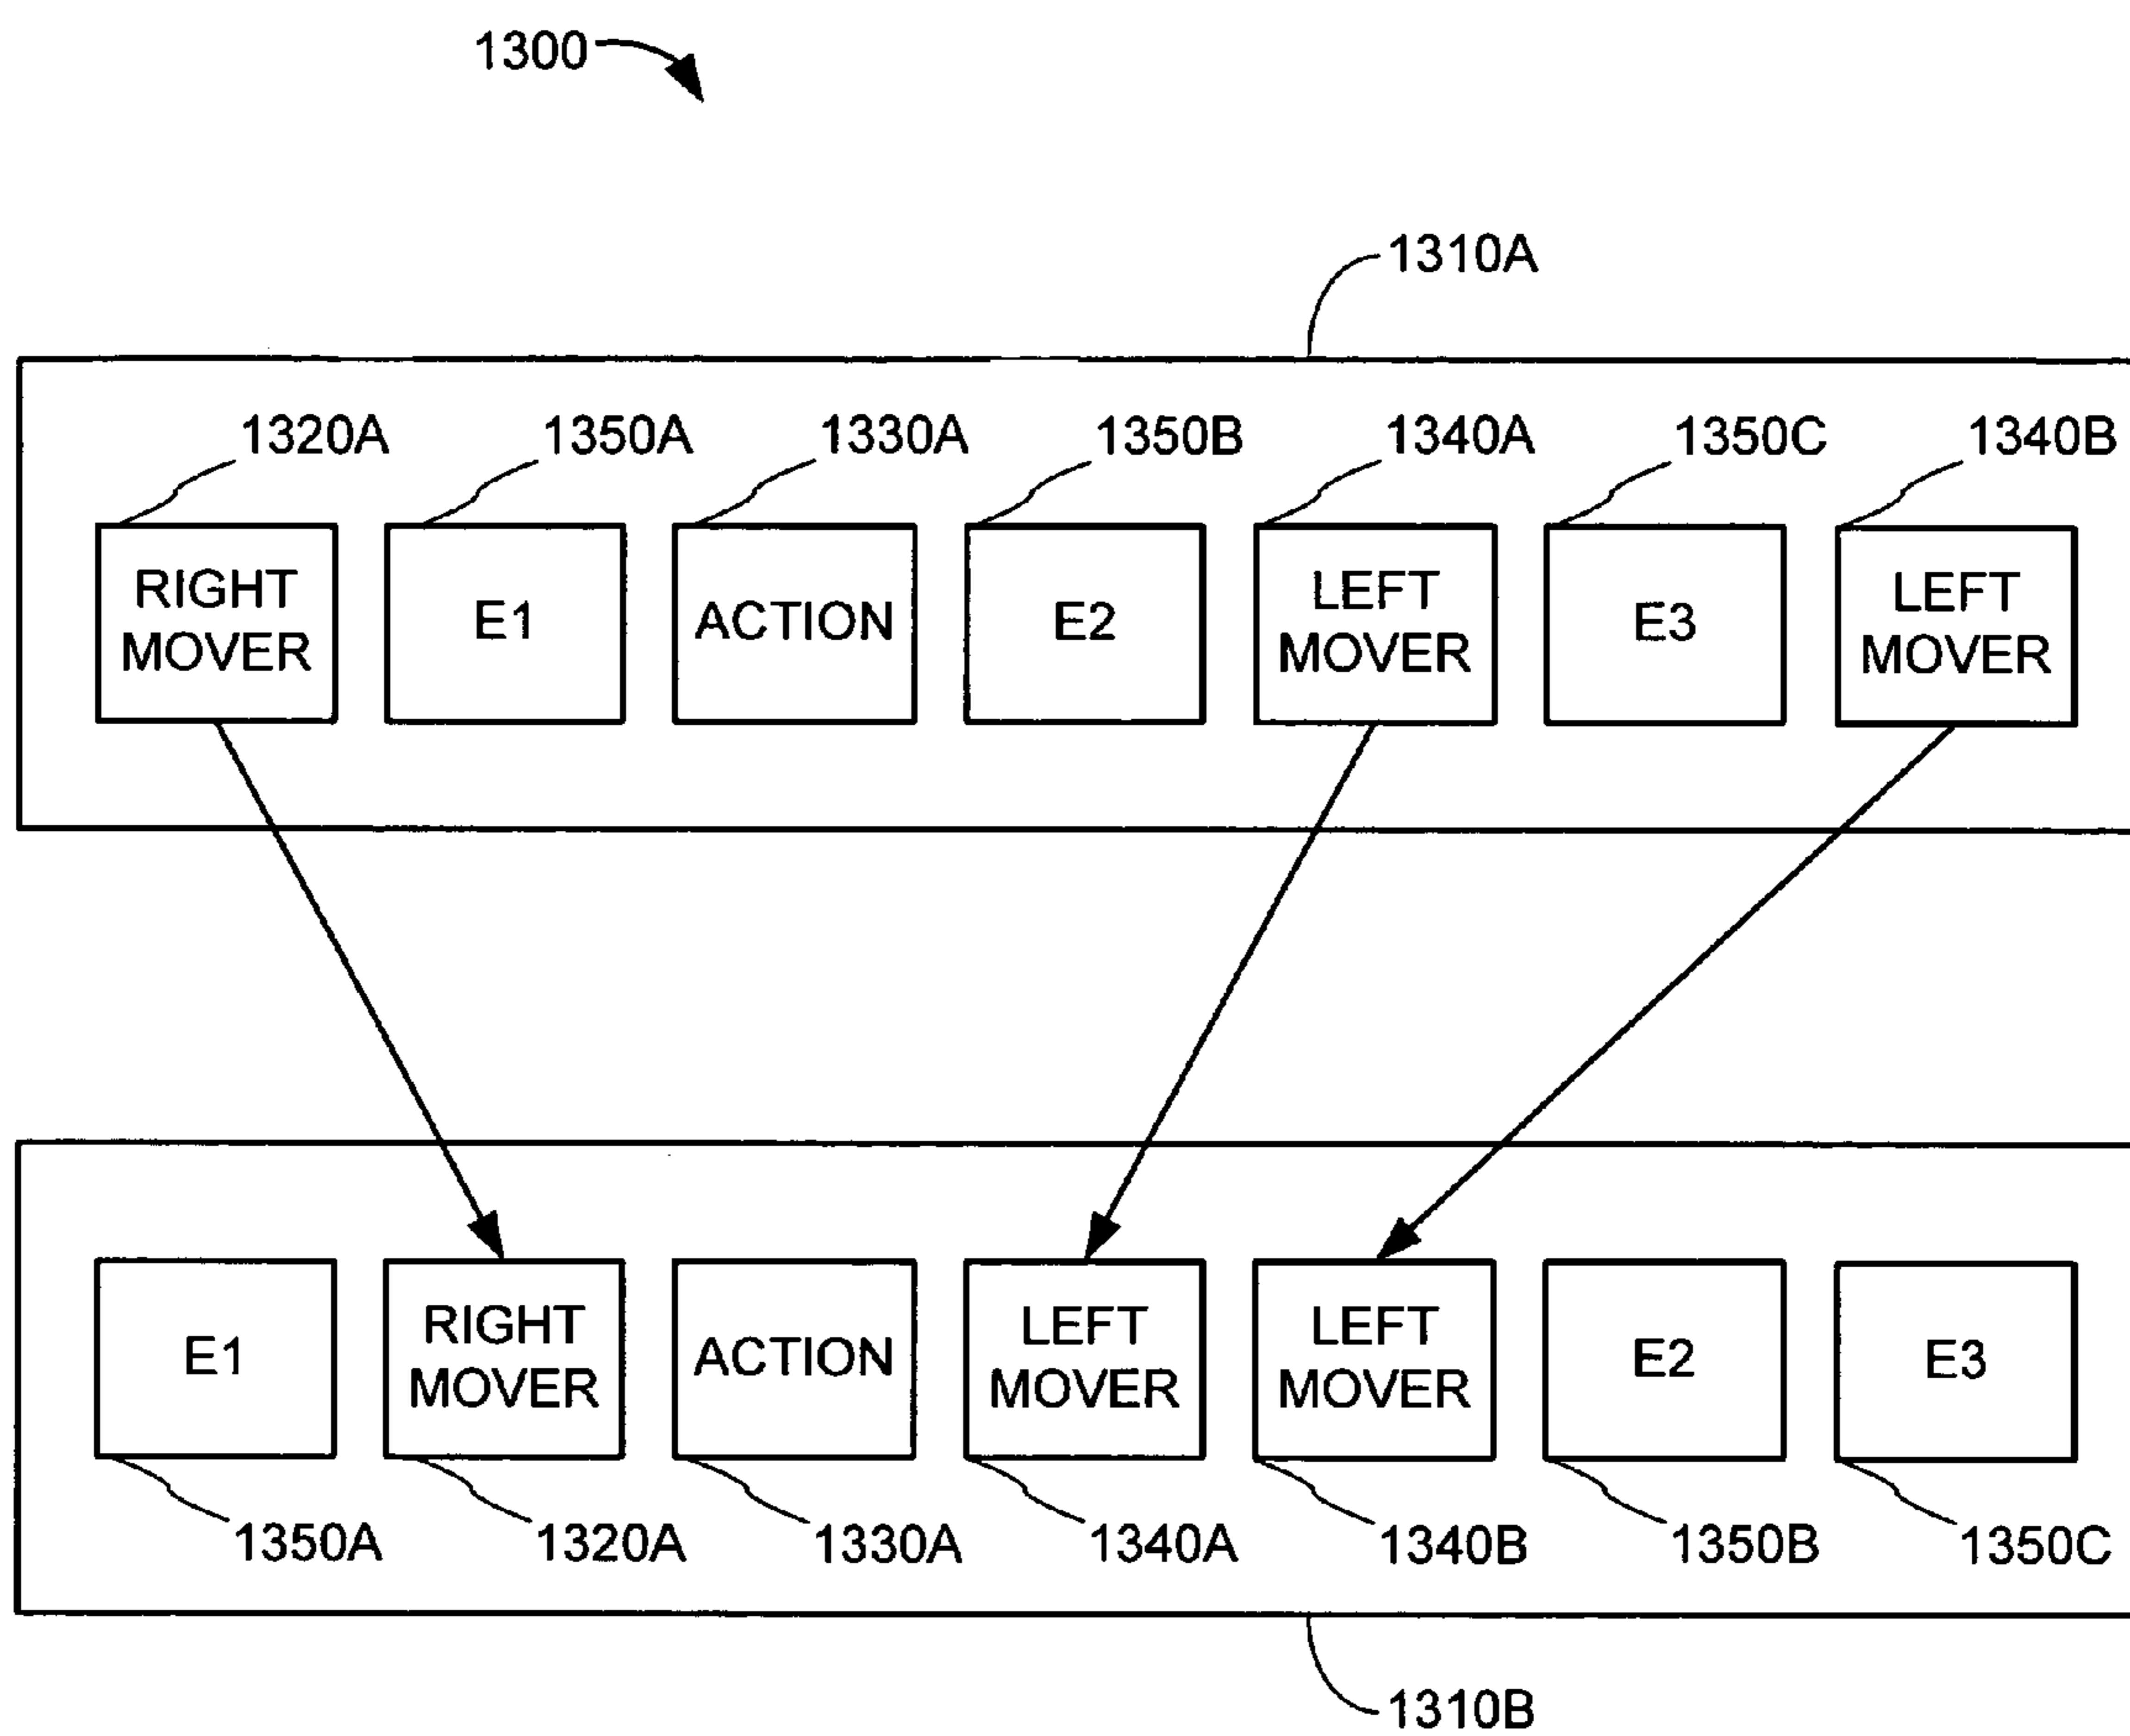 1300
1310A
1320A 1350A 1330A 1350B 1340A 1350C 1340B
RIGHT MOVER E1 ACTION E2 LEFT MOVER E3 LEFT MOVER
E1 RIGHT MOVER ACTION LEFT MOVER LEFT MOVER E2 E3
1350A 1320A 1330A 1340A 1340B 1350B 1350C
1310B